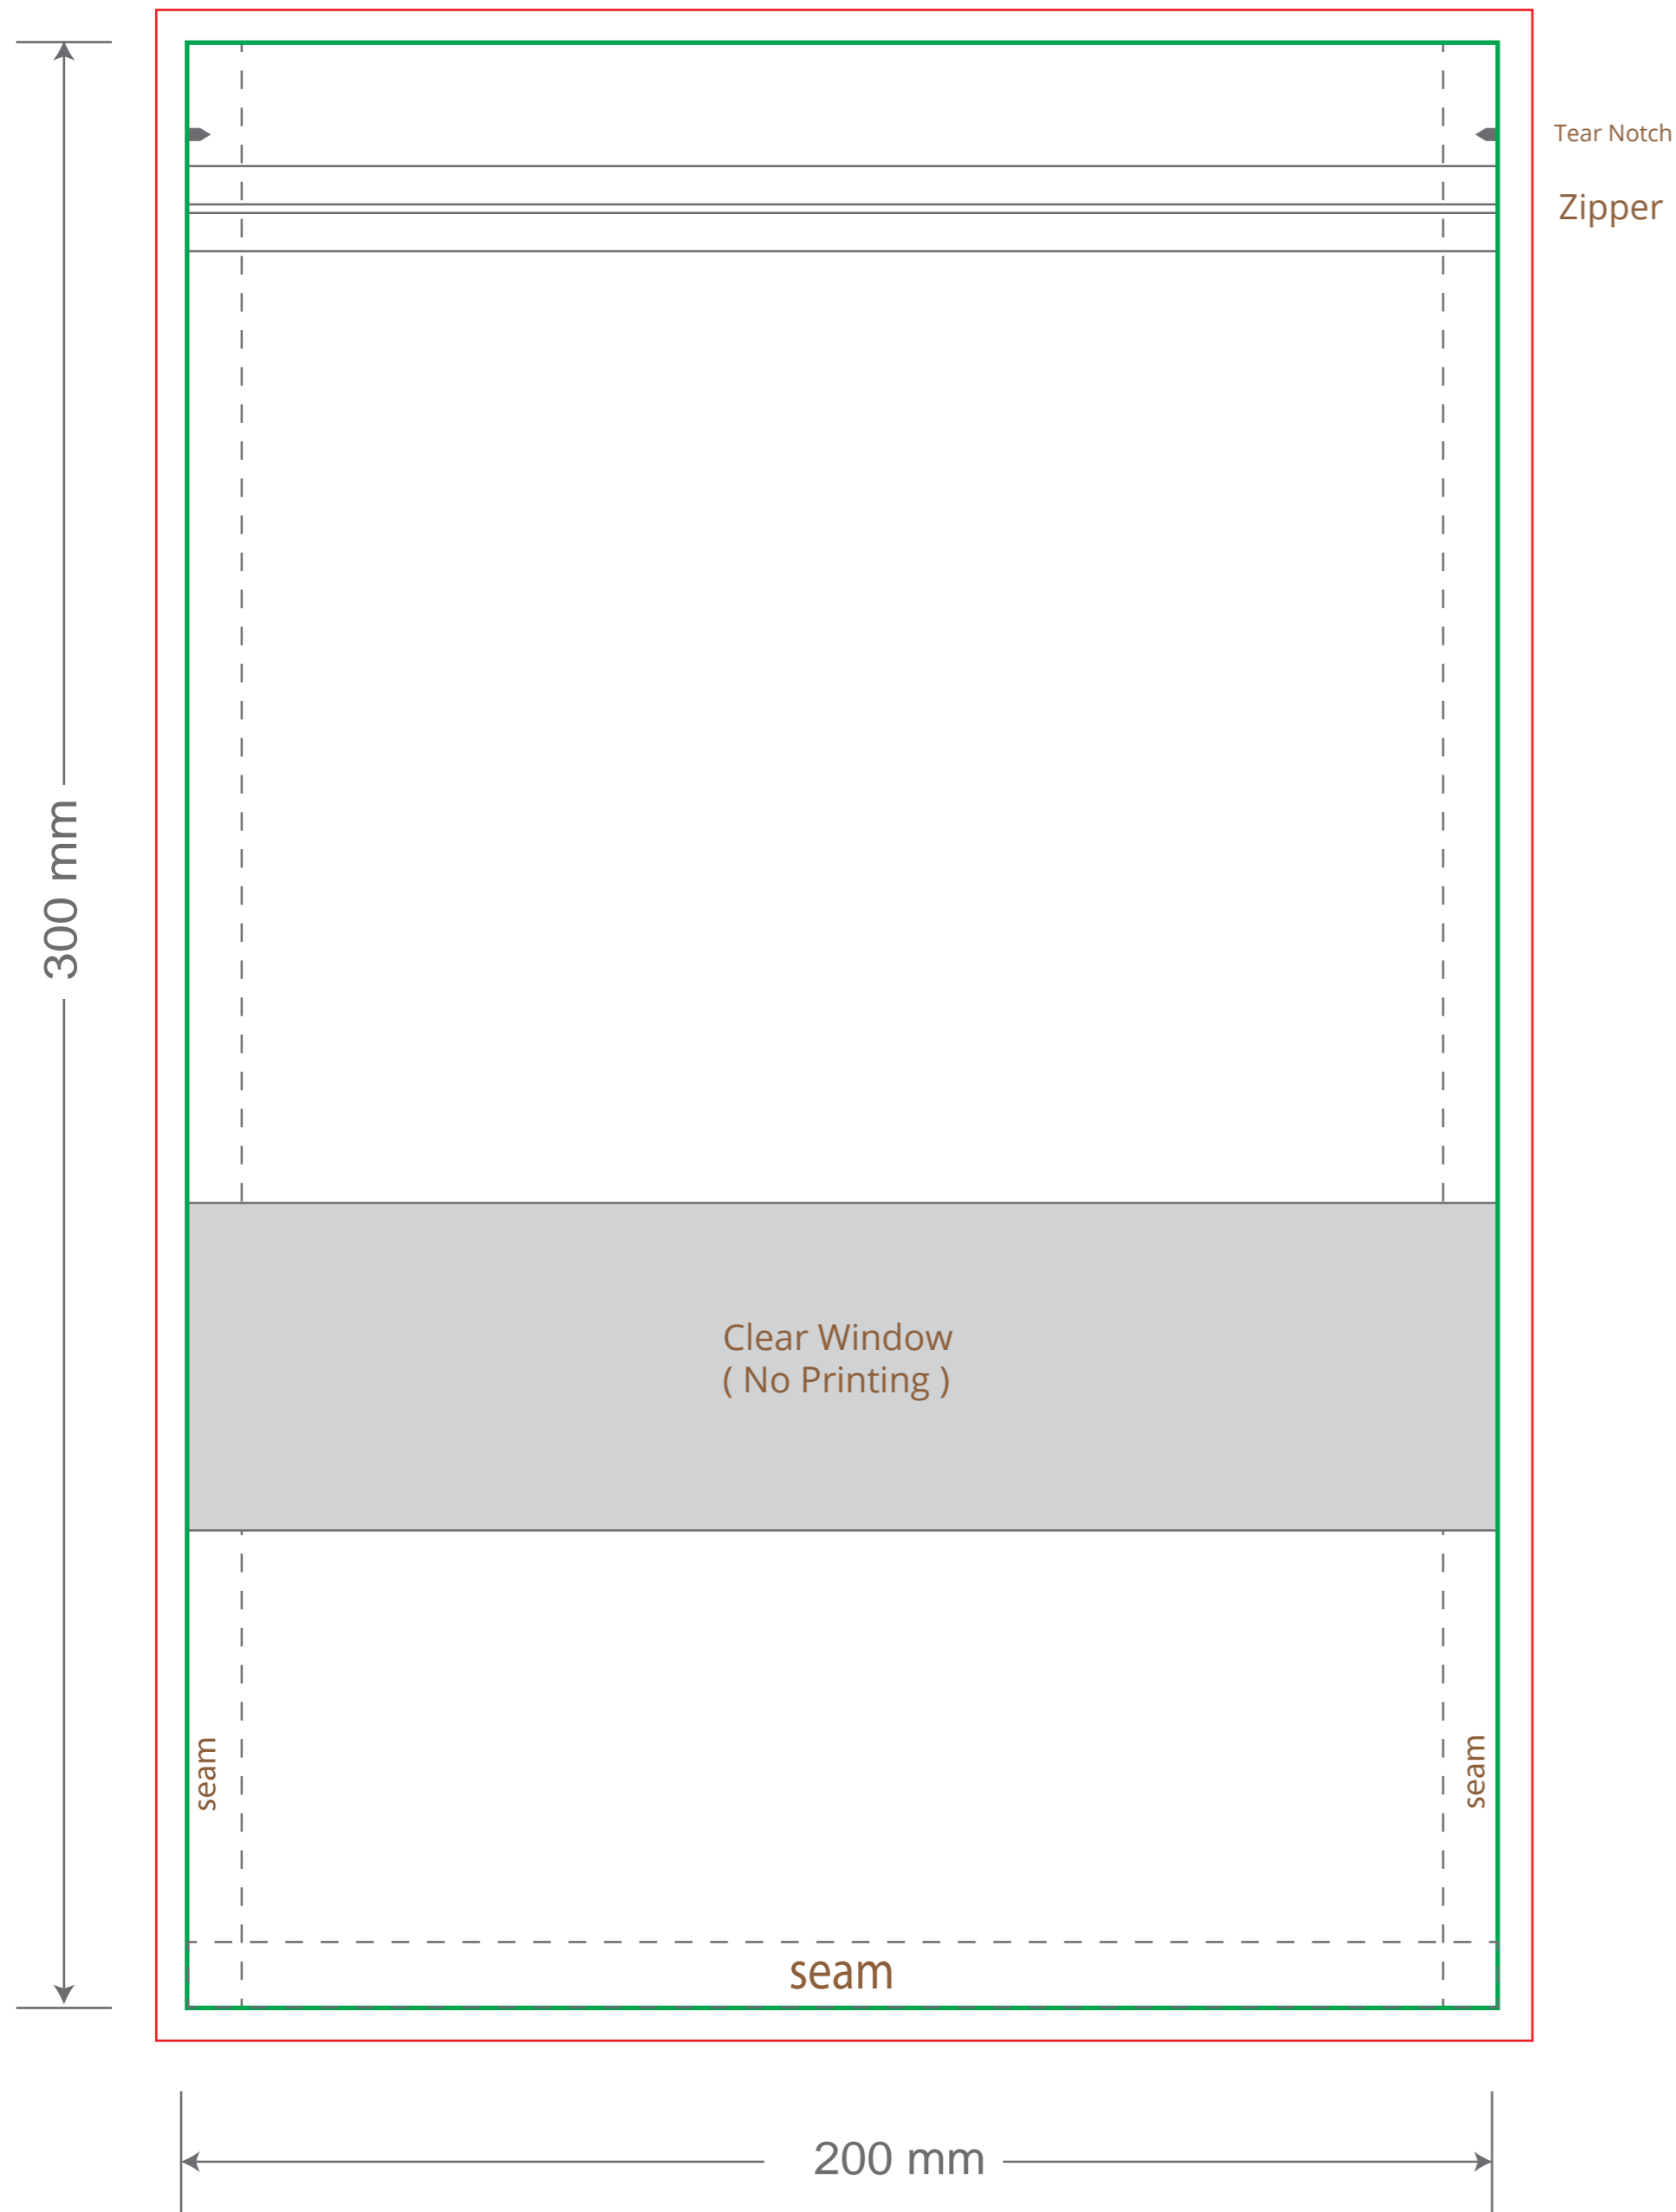 Tear Notch
Zipper
300 mm
Clear Window
( No Printing )
seam
seam
seam
200 mm